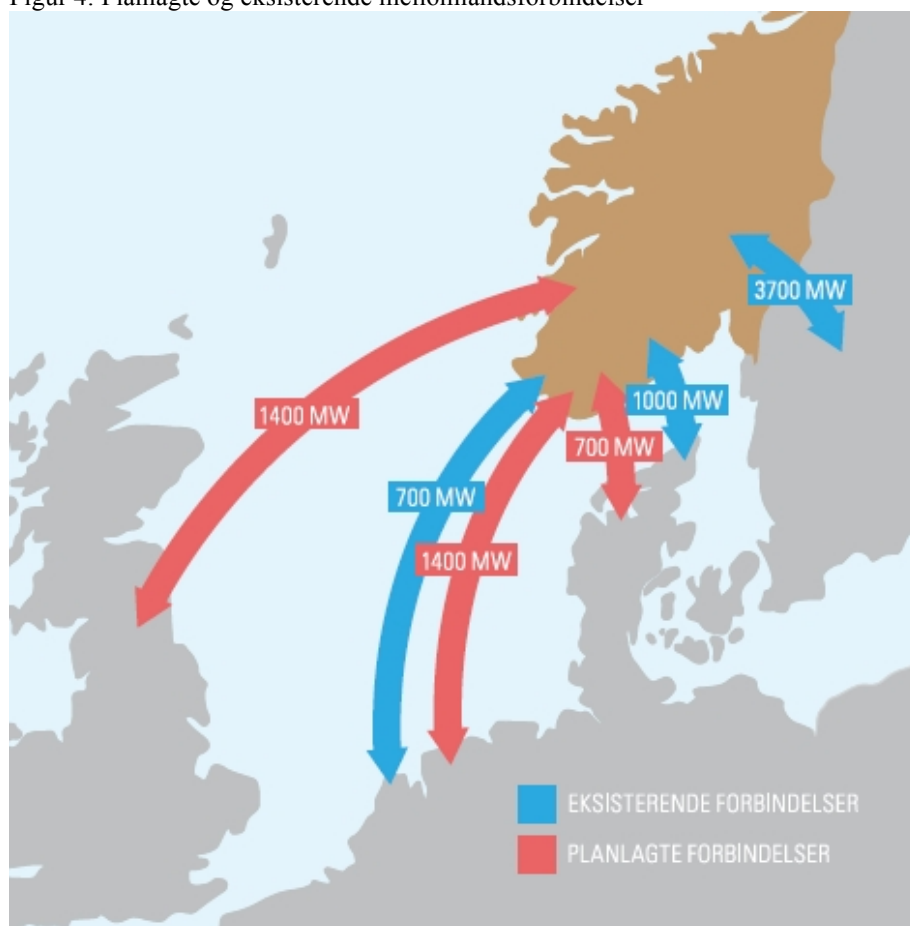 Figur 4: Planlagte og eksisterende mellomlandsforbindelser
3700 MW
1000 MW
1400 MW
700 MW
700 MW
1400 MW
EKSISTERENDE FORBINDELSER
PLANLAGTE FORBINDELSER